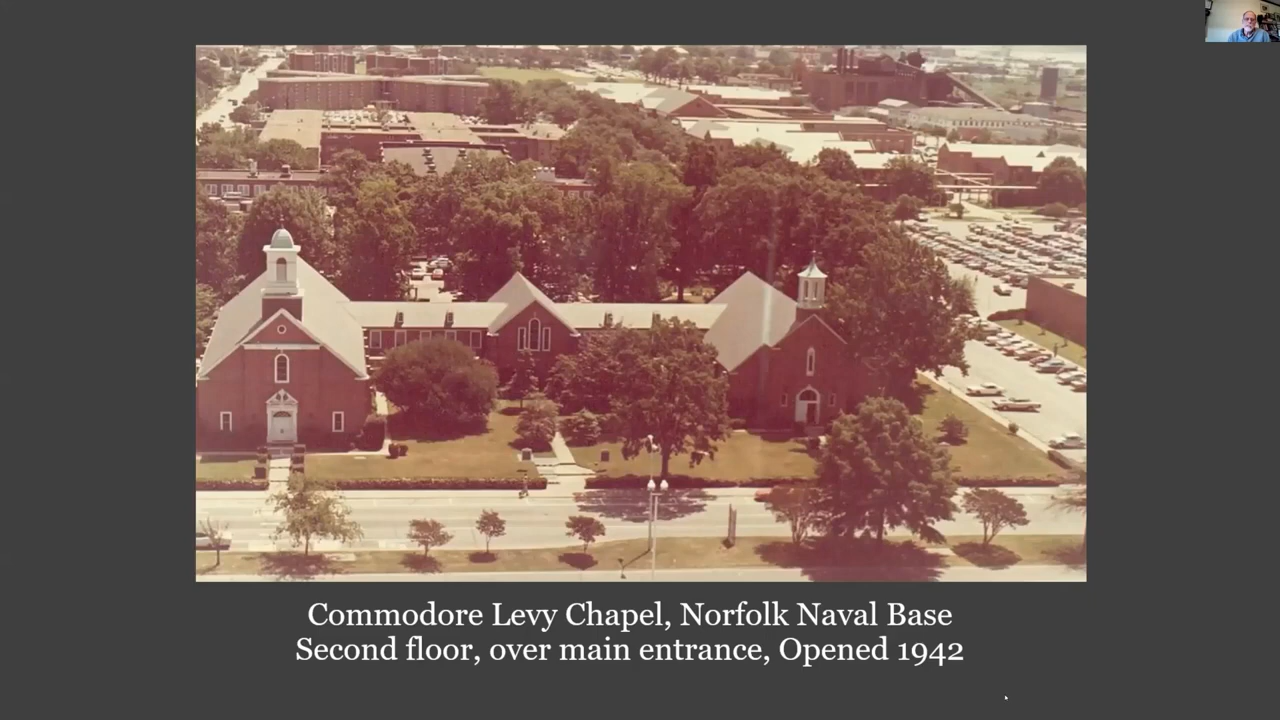 Commodore Levy Chapel, Norfolk Naval Base
Second floor, over main entrance, Opened 1942